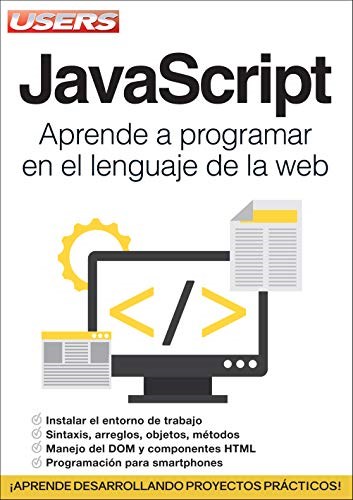 USERS
JavaScript
Aprende a programar
en el lenguaje de la web
</>
Instalar el entorno de trabajo
Sintaxis, arreglos, objetos, métodos
Manejo del DOM y componentes HTML
Programación para smartphones
¡APRENDE DESARROLLANDO PROYECTOS PRÁCTICOS!